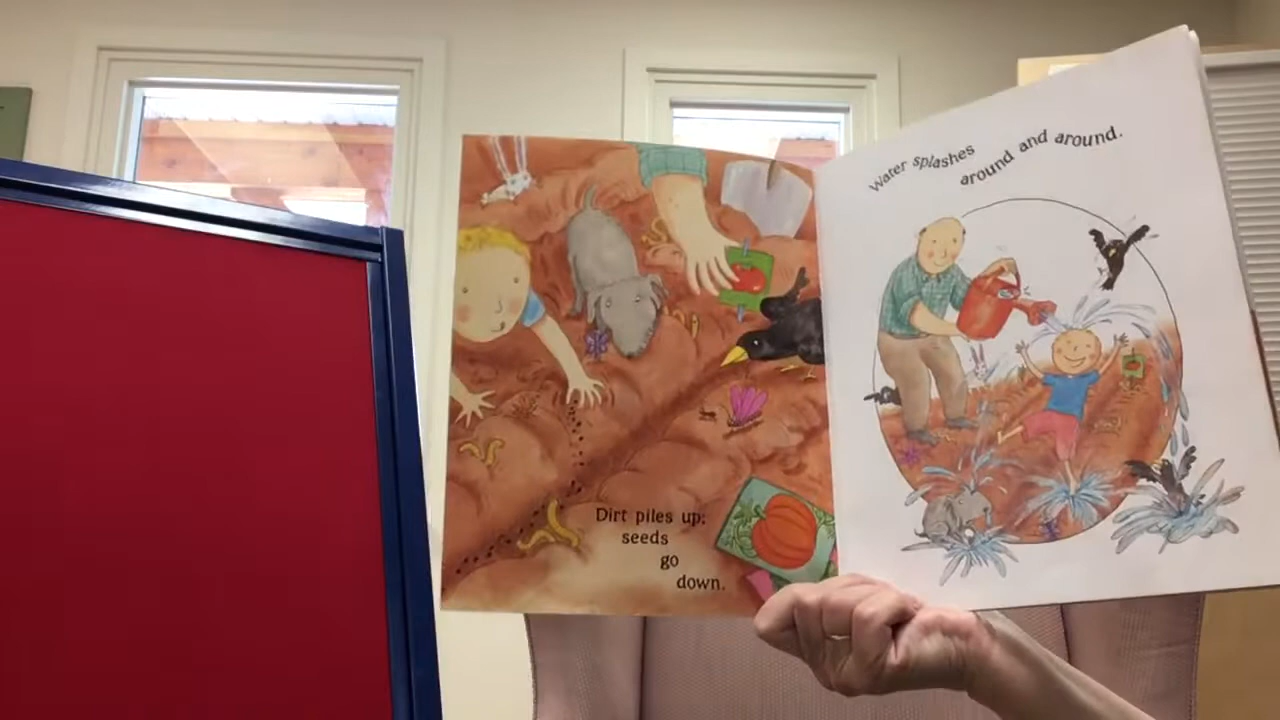 Dirt piles up;
seeds
go
down.
Water splashes
around and around.